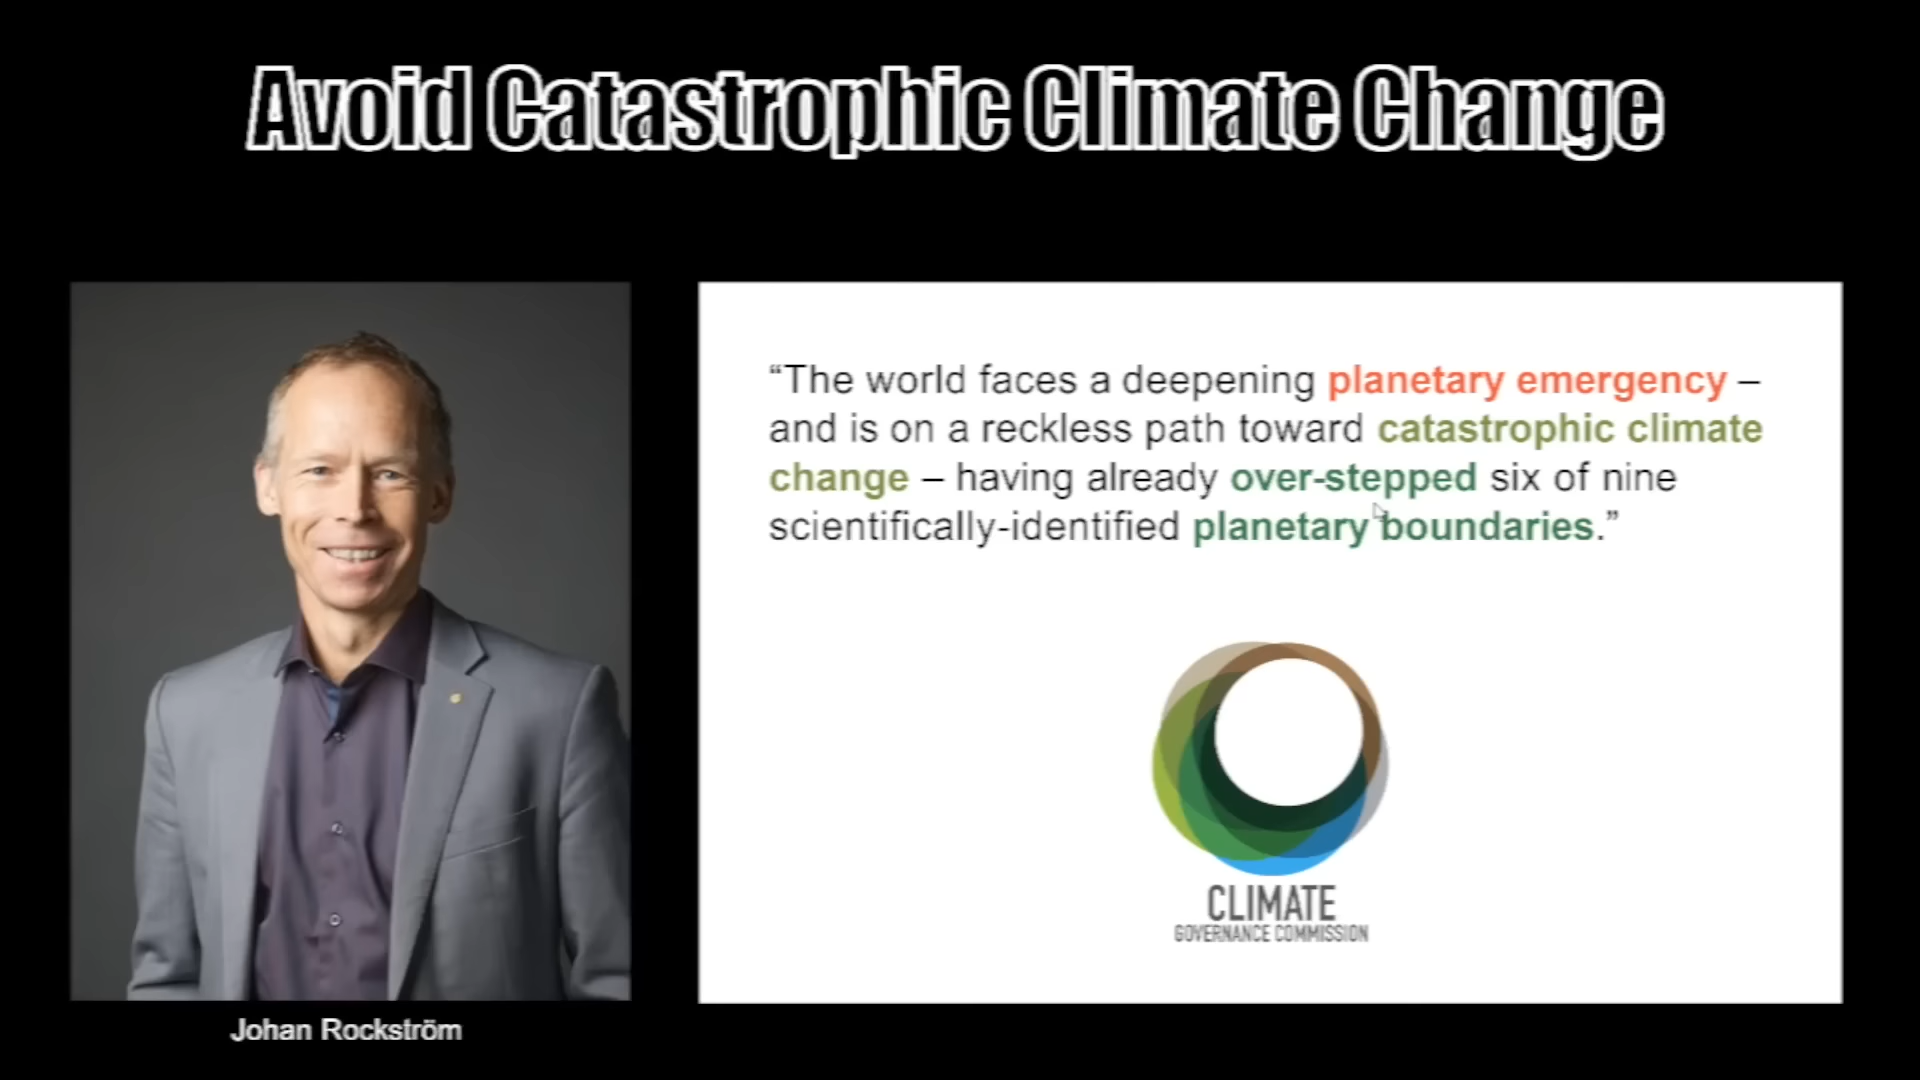 Avoid Catastrophic Climate Change
“The world faces a deepening planetary emergency –
and is on a reckless path toward catastrophic climate
change – having already over-stepped six of nine
scientifically-identified planetary boundaries.”
CLIMATE
GOVERNANCE COMMISSION
Johan Rockström